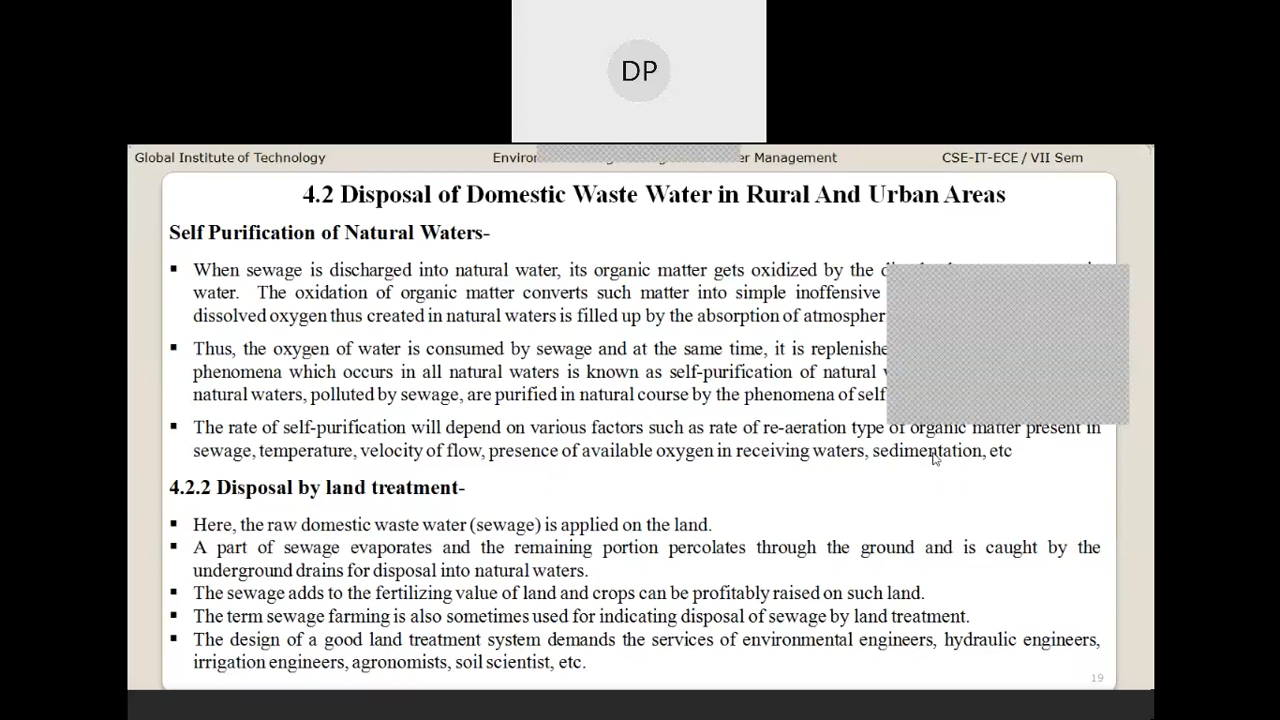 DP
Global Institute of Technology
Management
CSE-IT-ECE / VII Sem
4.2 Disposal of Domestic Waste Water in Rural And Urban Areas
Self Purification of Natural Waters-
▪ When sewage is discharged into natural water, its organic matter gets oxidized by the
water. The oxidation of organic matter converts such matter into simple inoffensive
dissolved oxygen thus created in natural waters is filled up by the absorption of
▪ Thus, the oxygen of water is consumed by sewage and at the same time, it is
phenomena which occurs in all natural waters is known as self-purification of natural
natural waters, polluted by sewage, are purified in natural course by the phenomena of self
▪ The rate of self-purification will depend on various factors such as rate of re-aeration type of organic matter present in
sewage, temperature, velocity of flow, presence of available oxygen in receiving waters, sedimentation, etc
4.2.2 Disposal by land treatment-
▪ Here, the raw domestic waste water (sewage) is applied on the land.
▪ A part of sewage evaporates and the remaining portion percolates through the ground and is caught by the
underground drains for disposal into natural waters.
▪ The sewage adds to the fertilizing value of land and crops can be profitably raised on such land.
▪ The term sewage farming is also sometimes used for indicating disposal of sewage by land treatment.
▪ The design of a good land treatment system demands the services of environmental engineers, hydraulic engineers,
irrigation engineers, agronomists, soil scientist, etc.
19